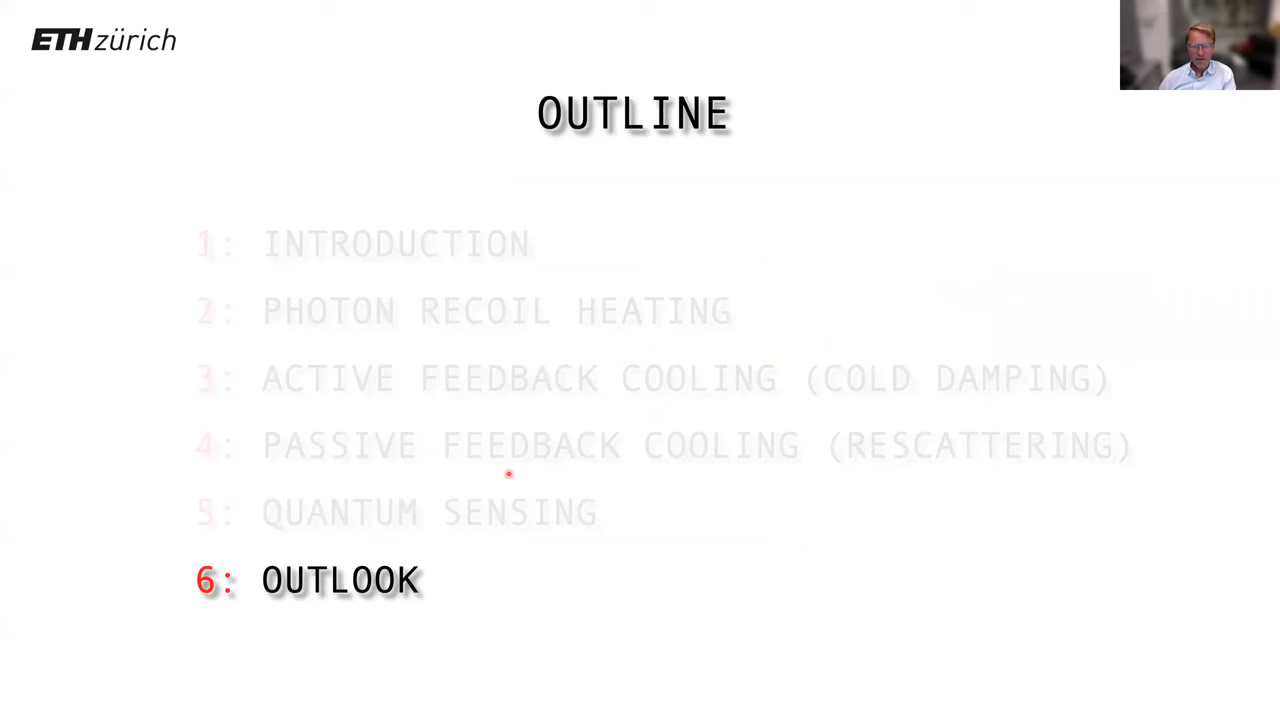 ETH zürich
OUTLINE
1: INTRODUCTION
2: PHOTON RECOIL HEATING
3: ACTIVE FEEDBACK COOLING (COLD DAMPING)
4: PASSIVE FEEDBACK COOLING (RESCATTERING)
5: QUANTUM SENSING
6: OUTLOOK